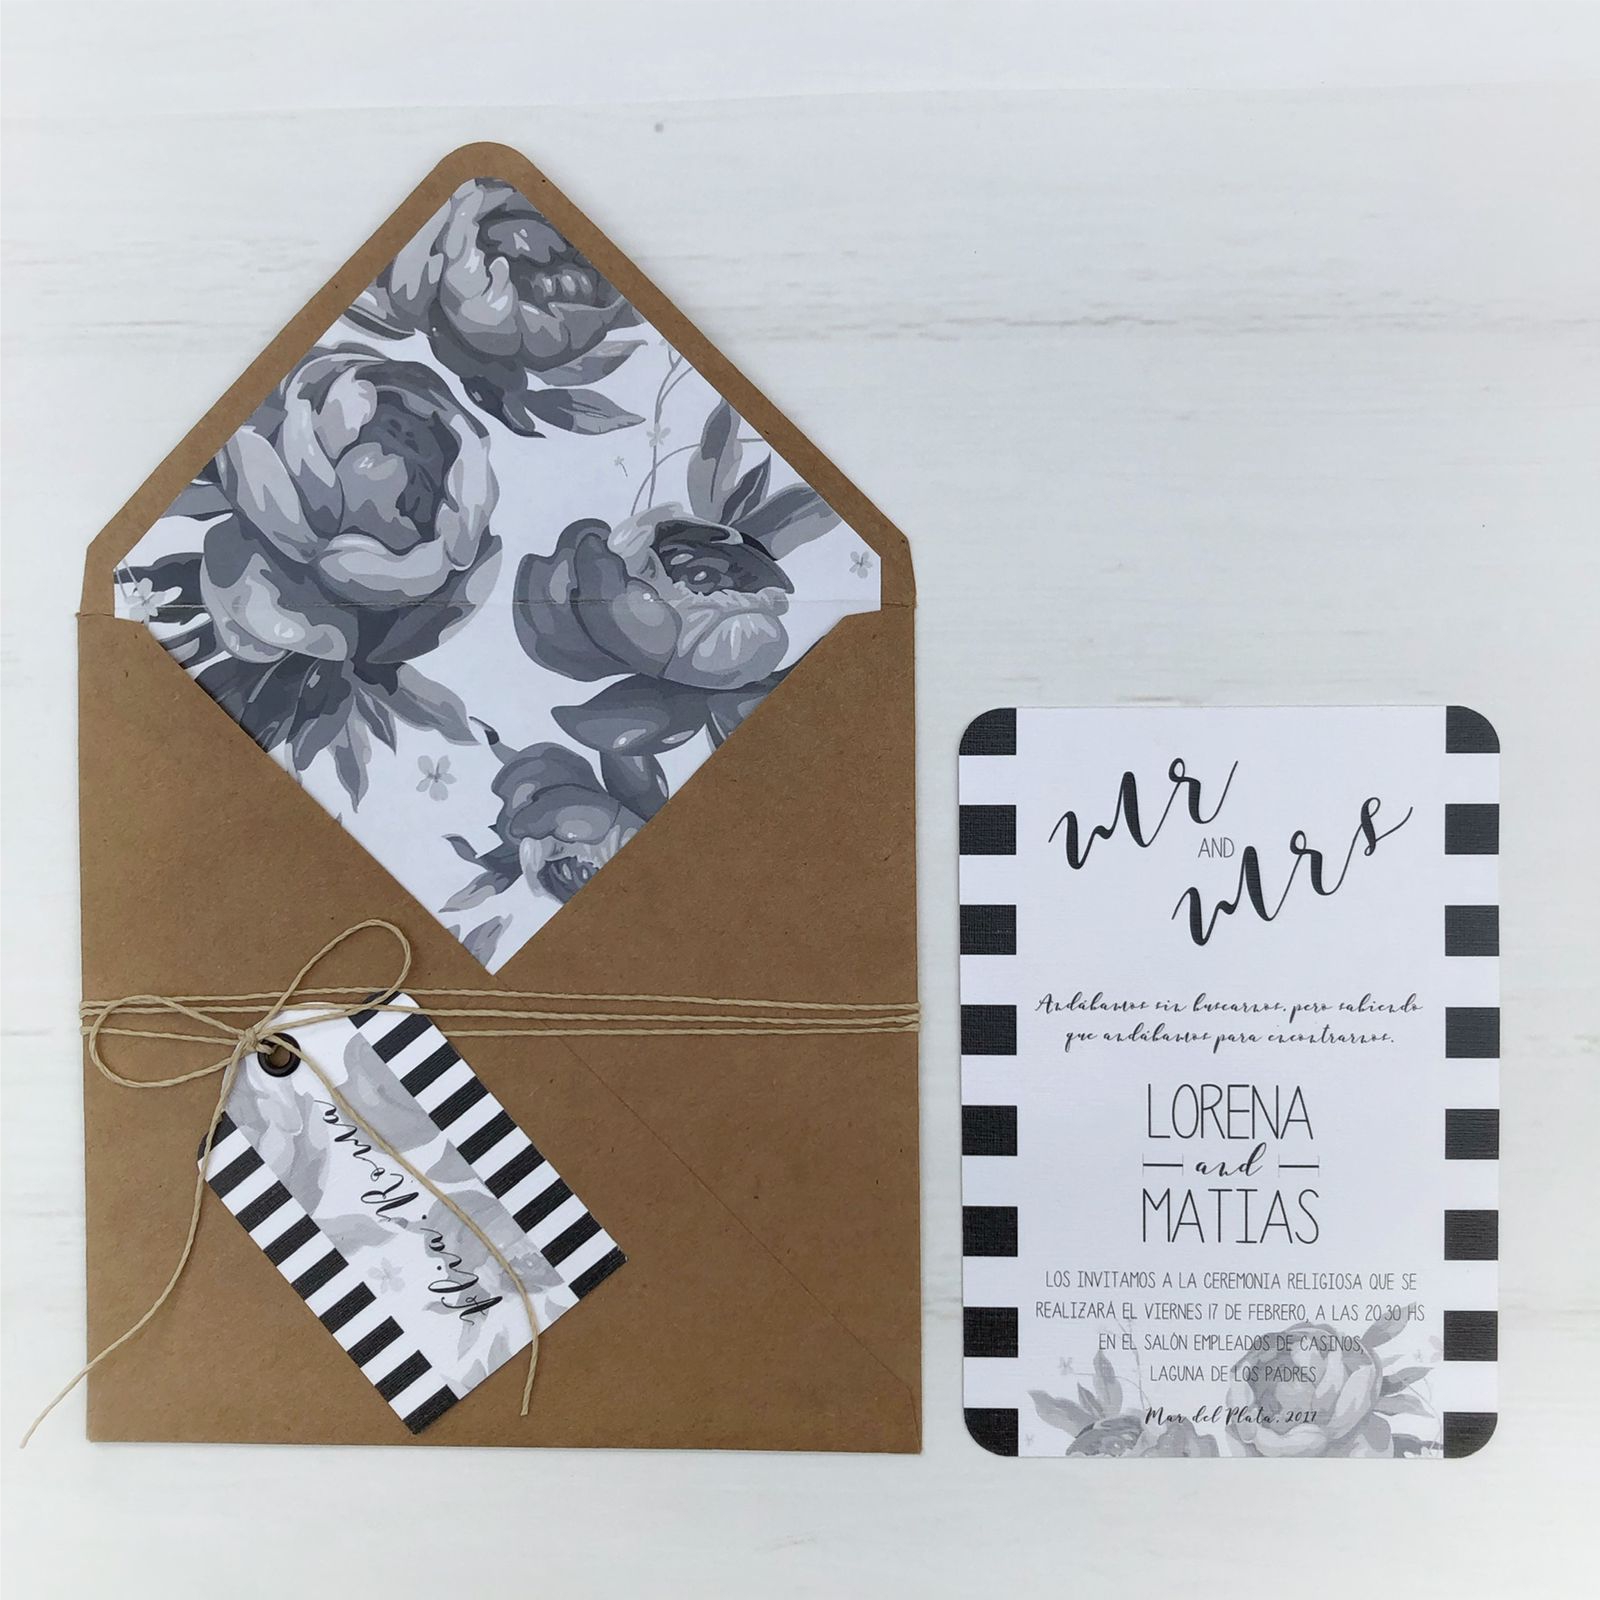 Flia. Roma
Mr
AND
Mrs
Andábamos sin buscarnos, pero sabiendo
que andábamos para encontrarnos.
LORENA
and
MATIAS
LOS INVITAMOS A LA CEREMONIA RELIGIOSA QUE SE
REALIZARÁ EL VIERNES 17 DE FEBRERO, A LAS 20:30 HS
EN EL SALÓN EMPLEADOS DE CASINOS,
LAGUNA DE LOS PADRES
Mar del Plata, 2017